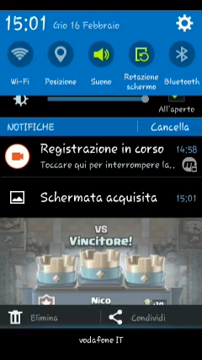 15:01 Gio 16 Febbraio
Wi-Fi Posizione Suono Rotazione schermo Bluetooth
All'aperto
NOTIFICHE Cancella
Registrazione in corso 14:58
Toccare qui per interrompere la..
Schermata acquisita 15:01
VS
Vincitore!
Nico
Elimina Condividi
vodafone IT